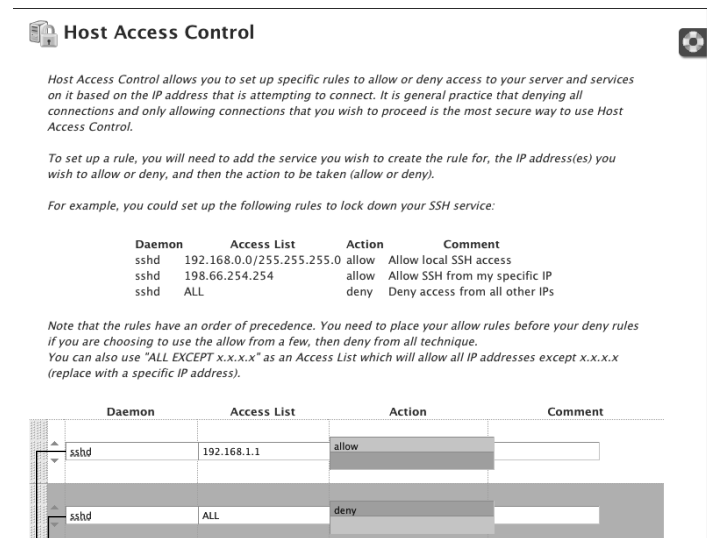 Host Access Control
Host Access Control allows you to set up specific rules to allow or deny access to your server and services
on it based on the IP address that is attempting to connect. It is general practice that denying all
connections and only allowing connections that you wish to proceed is the most secure way to use Host
Access Control.
To set up a rule, you will need to add the service you wish to create the rule for, the IP address(es) you
wish to allow or deny, and then the action to be taken (allow or deny).
For example, you could set up the following rules to lock down your SSH service:
Daemon Access List Action Comment
sshd 192.168.0.0/255.255.255.0 allow Allow local SSH access
sshd 198.66.254.254 allow Allow SSH from my specific IP
sshd ALL deny Deny access from all other IPs
Note that the rules have an order of precedence. You need to place your allow rules before your deny rules
if you are choosing to use the allow from a few, then deny from all technique.
You can also use "ALL EXCEPT x.x.x.x" as an Access List which will allow all IP addresses except x.x.x.x
(replace with a specific IP address).
Daemon Access List Action Comment
sshd 192.168.1.1 allow
sshd ALL deny